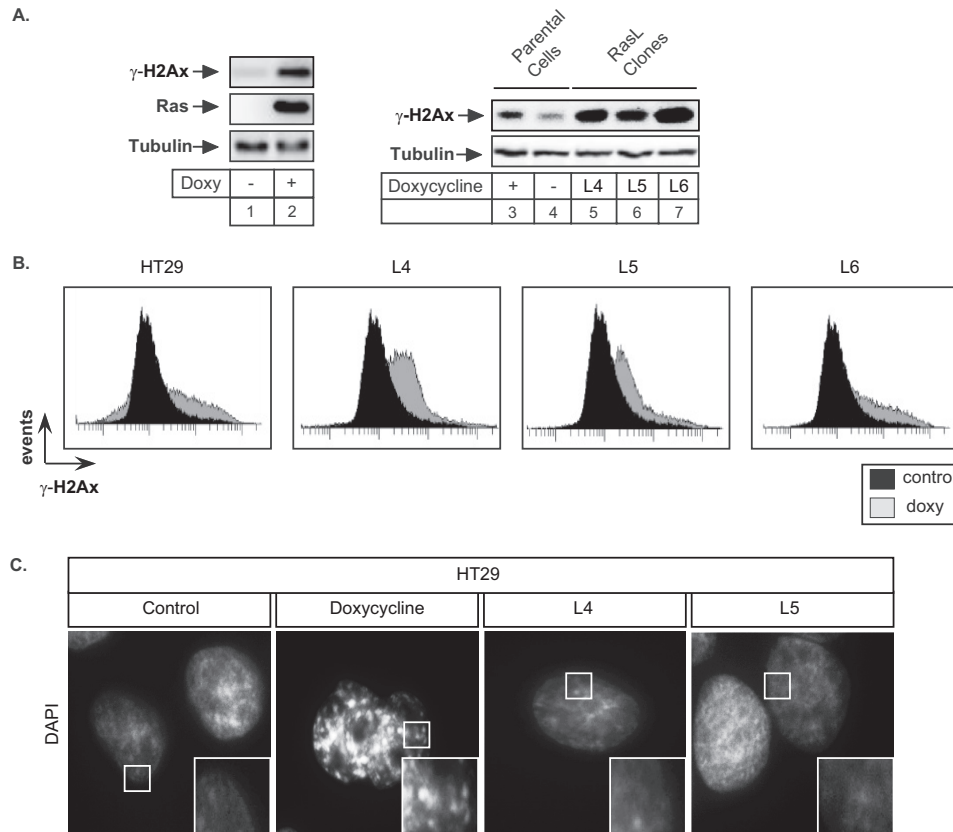 A.
Parental Cells
RasL Clones
γ-H2Ax
Ras
Tubulin
Doxy - +
1 2
γ-H2Ax
Tubulin
Doxycycline + - L4 L5 L6
3 4 5 6 7
B.
HT29 L4 L5 L6
events
γ-H2Ax
control
doxy
C.
HT29
Control Doxycycline L4 L5
DAPI